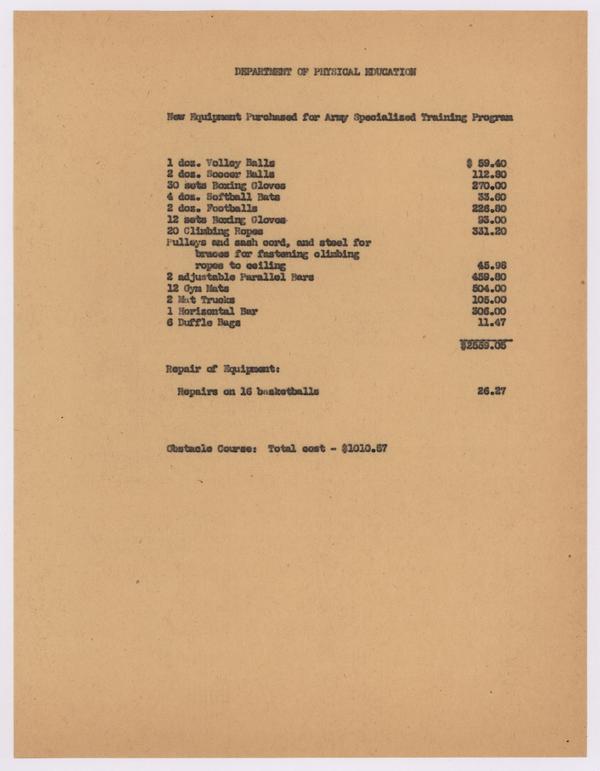 DEPARTMENT OF PHYSICAL EDUCATION
New Equipment Purchased for Army Specialized Training Program
1 doz. Volley Balls $ 59.40
2 doz. Soccer Balls 112.80
30 sets Boxing Gloves 270.00
4 doz. Softball Bats 33.60
2 doz. Footballs 226.80
12 sets Boxing Gloves 93.00
20 Climbing Ropes 331.20
Pulleys and sash cord, and steel for
braces for fastening climbing
ropes to ceiling 45.98
2 adjustable Parallel Bars 459.80
12 Gym Mats 504.00
2 Mat Trucks 105.00
1 Horizontal Bar 306.00
6 Duffle Bags 11.47
$2559.05
Repair of Equipment:
Repairs on 16 basketballs 26.27
Obstacle Course: Total cost - $1010.57